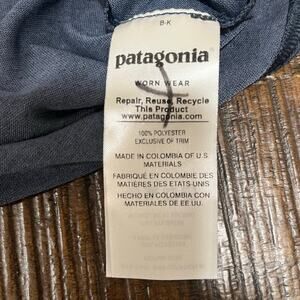 B-K
patagonia
WORN WEAR
Repair, Reuse, Recycle
This Product
www.patagonia.com
100% POLYESTER
EXCLUSIVE OF TRIM
MADE IN COLOMBIA OF U.S
MATERIALS
FABRIQUÉ EN COLOMBIE DES
MATIÈRES DES ETATS-UNIS
HECHO EN COLOMBIA CON
MATERIALES DE EE. UU.